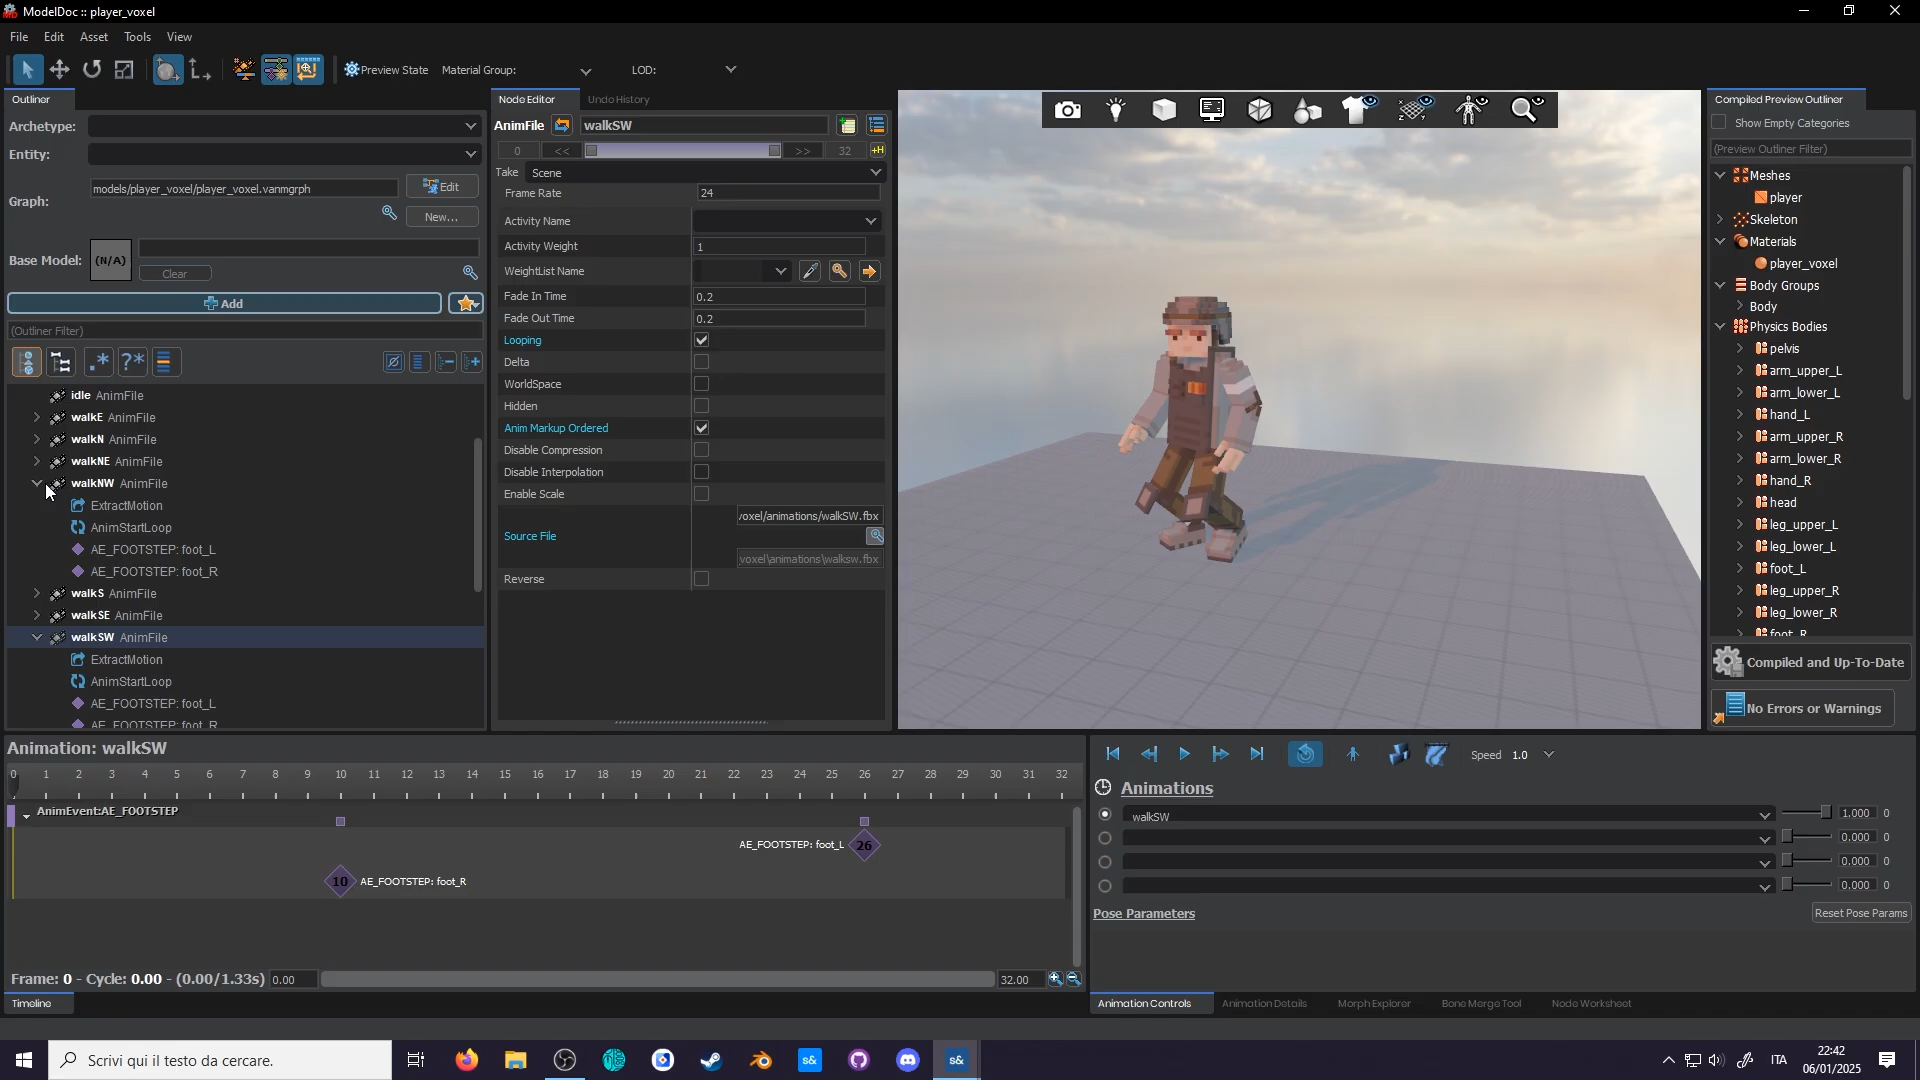 ModelDoc :: player_voxel
File Edit Asset Tools View
Preview State Material Group: LOD:
Outliner
Archetype:
Entity:
Graph: models/player_voxel/player_voxel.vanmgrph Edit
New...
Base Model: (N/A)
Clear
Add
(Outliner Filter)
idle AnimFile
walkE AnimFile
walkN AnimFile
walkNE AnimFile
walkNW AnimFile
ExtractMotion
AnimStartLoop
AE_FOOTSTEP: foot_L
AE_FOOTSTEP: foot_R
walkS AnimFile
walkSE AnimFile
walkSW AnimFile
ExtractMotion
AnimStartLoop
AE_FOOTSTEP: foot_L
AE_FOOTSTEP: foot_R
Node Editor Undo History
AnimFile walkSW
0 << >> 32 +H
Take Scene
Frame Rate 24
Activity Name
Activity Weight 1
WeightList Name
Fade In Time 0.2
Fade Out Time 0.2
Looping
Delta
WorldSpace
Hidden
Anim Markup Ordered
Disable Compression
Disable Interpolation
Enable Scale
Source File
/oxel/animations/walkSW.fbx
voxel\animations\walksw.fbx
Reverse
Compiled Preview Outliner
Show Empty Categories
(Preview Outliner Filter)
Meshes
player
Skeleton
Materials
player_voxel
Body Groups
Body
Physics Bodies
pelvis
arm_upper_L
arm_lower_L
hand_L
arm_upper_R
arm_lower_R
hand_R
head
leg_upper_L
leg_lower_L
foot_L
leg_upper_R
leg_lower_R
foot_R
Compiled and Up-To-Date
No Errors or Warnings
Animation: walkSW
0 1 2 3 4 5 6 7 8 9 10 11 12 13 14 15 16 17 18 19 20 21 22 23 24 25 26 27 28 29 30 31 32
AnimEvent:AE_FOOTSTEP
AE_FOOTSTEP: foot_L 26
10 AE_FOOTSTEP: foot_R
Frame: 0 - Cycle: 0.00 - (0.00/1.33s) 0.00 32.00
Timeline
Speed 1.0
Animations
walkSW 1.000 0
0.000 0
0.000 0
0.000 0
Pose Parameters Reset Pose Params
Animation Controls Animation Details Morph Explorer Bone Merge Tool Node Worksheet
Scrivi qui il testo da cercare.
s& s&
ITA
22:42
06/01/2025